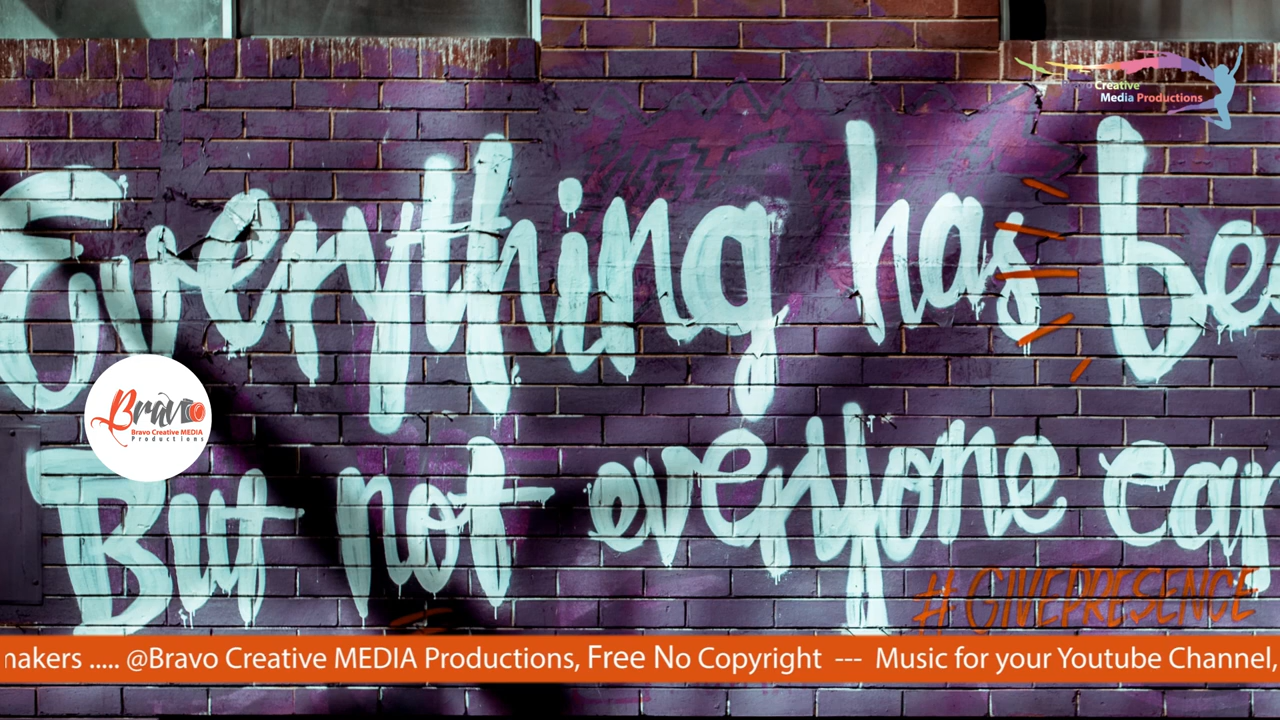 Bravo Creative
Media Productions
Everything has be
But not everyone can
Bravo
Bravo Creative MEDIA
Productions
#GIVEPRESENCE
makers ..... @Bravo Creative MEDIA Productions, Free No Copyright --- Music for your Youtube Channel,